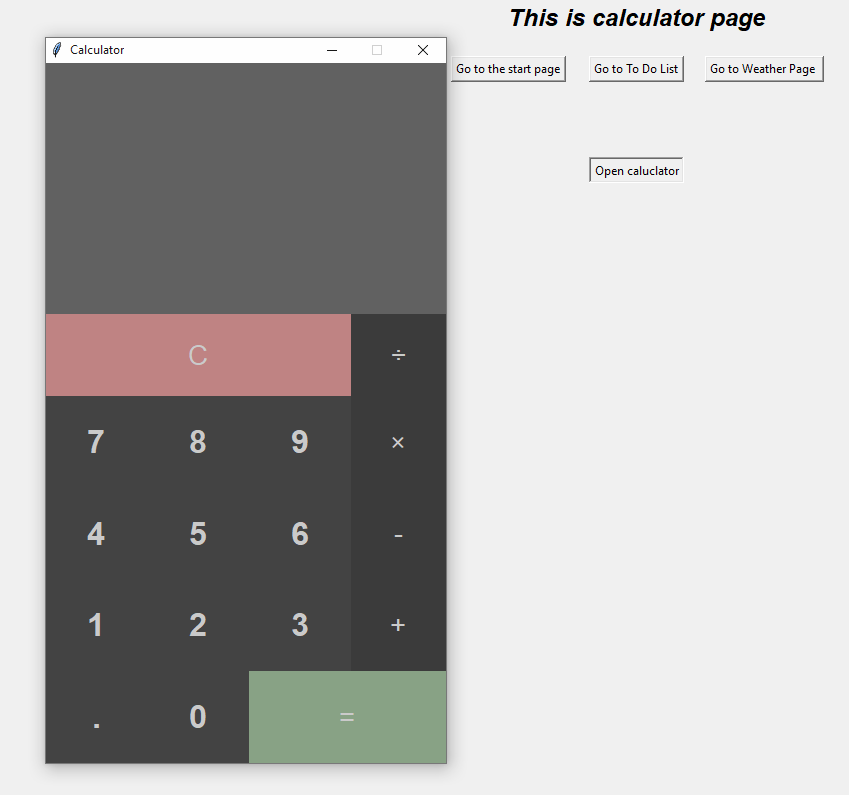 This is calculator page
Calculator
Go to the start page Go to To Do List Go to Weather Page
Open caluclator
C ÷
7 8 9 ×
4 5 6 -
1 2 3 +
. 0 =